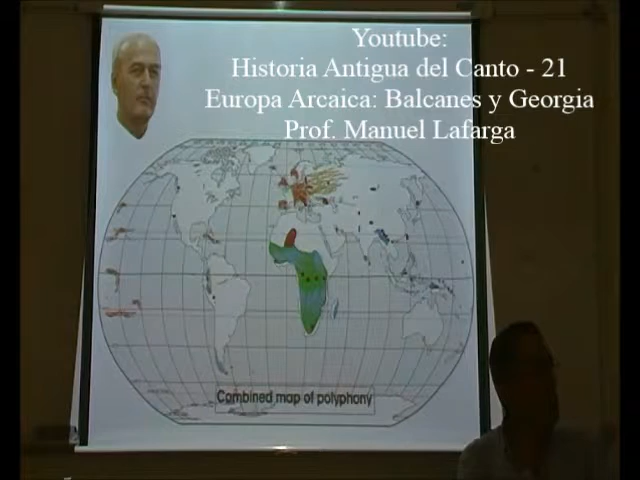 Youtube:
Historia Antigua del Canto - 21
Europa Arcaica: Balcanes y Georgia
Prof. Manuel Lafarga
Combined map of polyphony